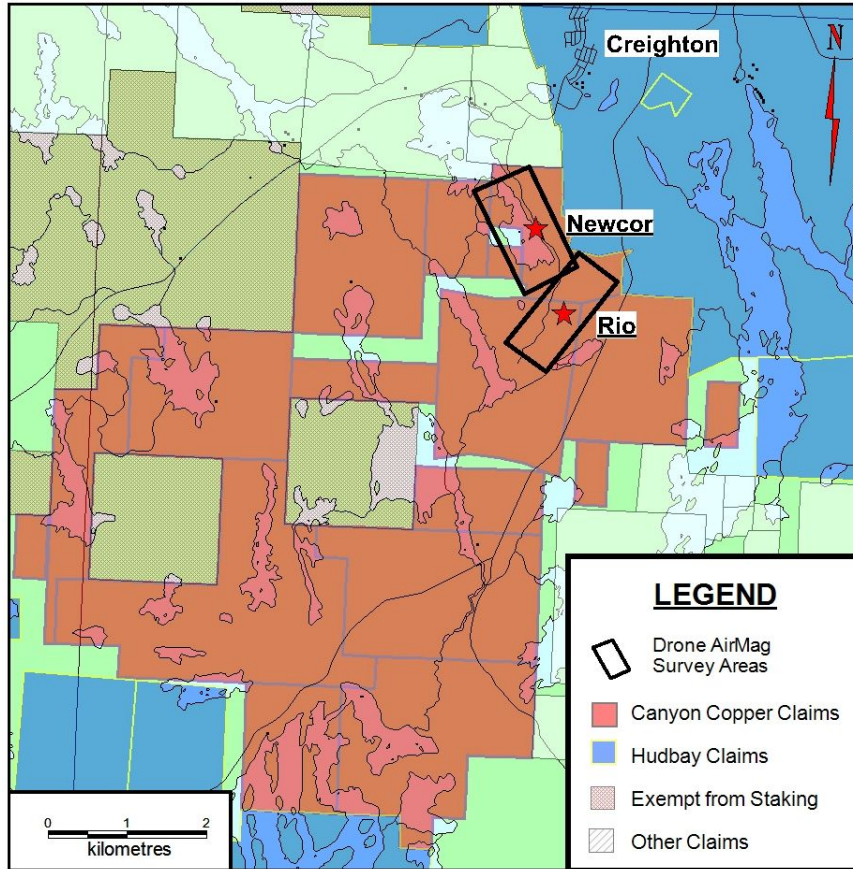 Creighton
N
Newcor
Rio
LEGEND
Drone AirMag
Survey Areas
Canyon Copper Claims
Hudbay Claims
Exempt from Staking
Other Claims
0 1 2
kilometres